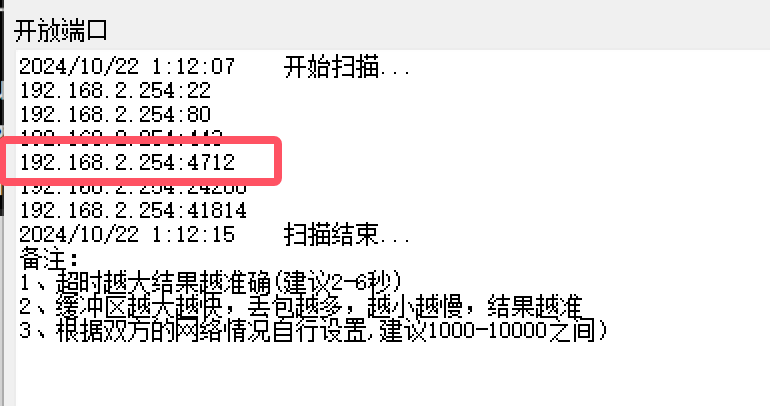 开放端口
2024/10/22 1:12:07 开始扫描...
192.168.2.254:22
192.168.2.254:80
192.168.2.254:443
192.168.2.254:4712
192.168.2.254:24200
192.168.2.254:41814
2024/10/22 1:12:15 扫描结束...
备注:
1、超时越大结果越准确(建议2-6秒)
2、缓冲区越大越快，丢包越多，越小越慢，结果越准
3、根据双方的网络情况自行设置,建议1000-10000之间)